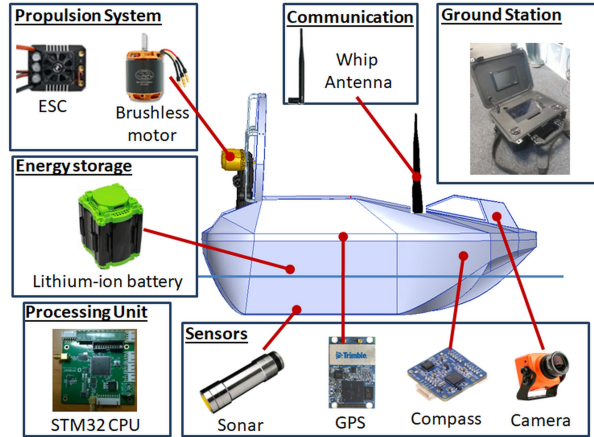 Propulsion System
ESC
Brushless
motor
Communication
Whip
Antenna
Ground Station
Energy storage
Lithium-ion battery
Processing Unit
STM32 CPU
Sensors
Trimble
Sonar
GPS
Compass
Camera